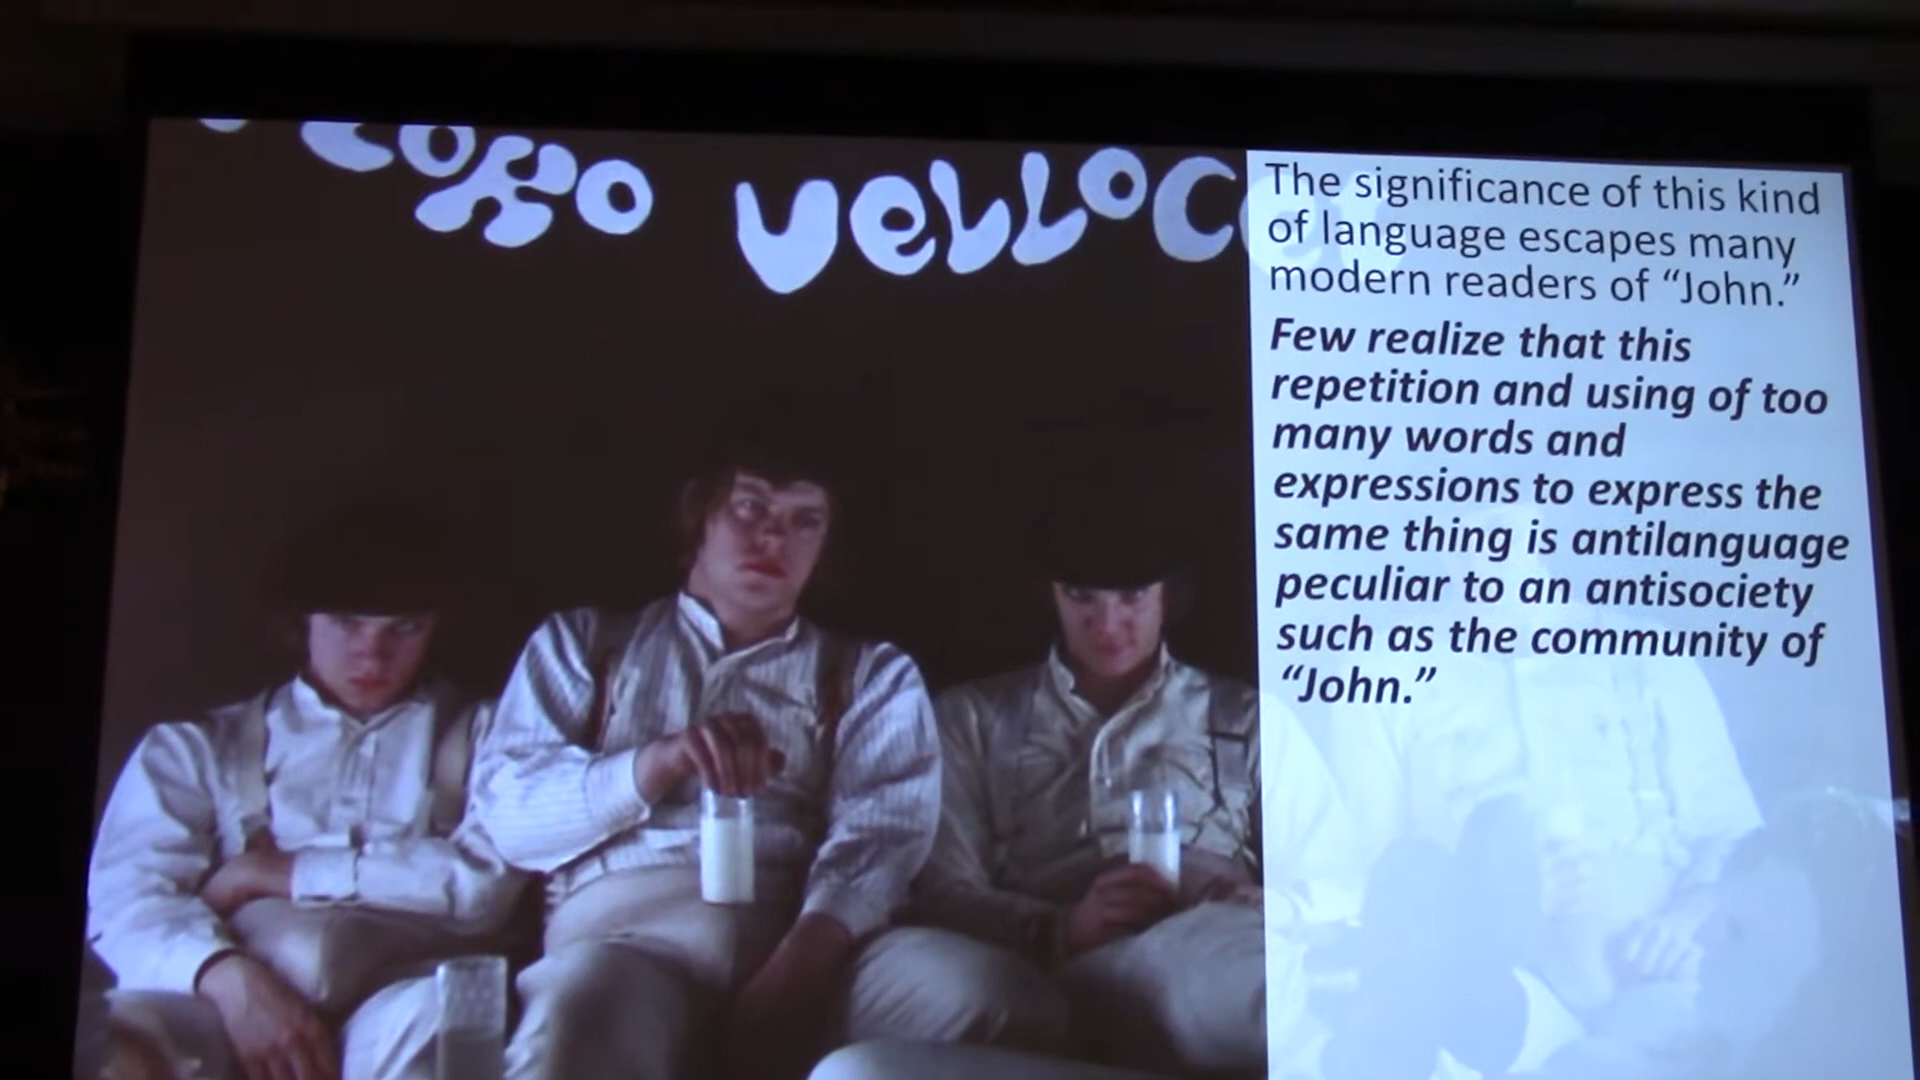 velloc
The significance of this kind
of language escapes many
modern readers of “John.”
Few realize that this
repetition and using of too
many words and
expressions to express the
same thing is antilanguage
peculiar to an antisociety
such as the community of
“John.”